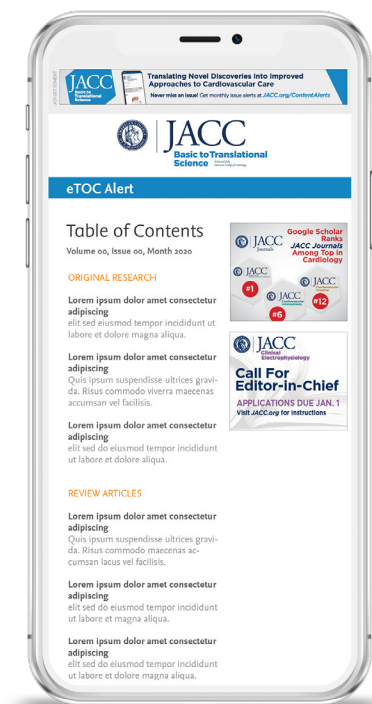 ADVERTISEMENT
JACC
Basic to
Translational
Science
Translating Novel Discoveries into Improved
Approaches to Cardiovascular Care
Never miss an issue! Get monthly issue alerts at JACC.org/ContentAlerts
JACC
Basic to Translational
Science
eTOC Alert
Table of Contents
Volume 00, Issue 00, Month 2020
ORIGINAL RESEARCH
Lorem ipsum dolor amet consectetur
adipiscing
elit sed eiusmod tempor incididunt ut
labore et dolore magna aliqua.
Lorem ipsum dolor amet consectetur
adipiscing
Quis ipsum suspendisse ultrices gravi-
da. Risus commodo viverra maecenas
accumsan vel facilisis.
Lorem ipsum dolor amet consectetur
adipiscing
elit sed do eiusmod tempor incididunt
ut labore et dolore aliqua.
REVIEW ARTICLES
Lorem ipsum dolor amet consectetur
adipiscing
Quis ipsum suspendisse ultrices gravi-
da. Risus commodo maecenas ac-
cumsan lacus vel facilisis.
Lorem ipsum dolor amet consectetur
adipiscing
elit sed do eiusmod tempor incididunt
ut labore et magna aliqua.
Lorem ipsum dolor amet consectetur
adipiscing
elit sed do eiusmod tempor incididunt
ut labore et dolore magna aliqua.
JACC
Journals
Google Scholar
Ranks
JACC Journals
Among Top in
Cardiology
JACC
#1
JACC
#6
JACC
#12
JACC
Clinical
Electrophysiology
Call For
Editor-in-Chief
APPLICATIONS DUE JAN. 1
Visit JACC.org for instructions